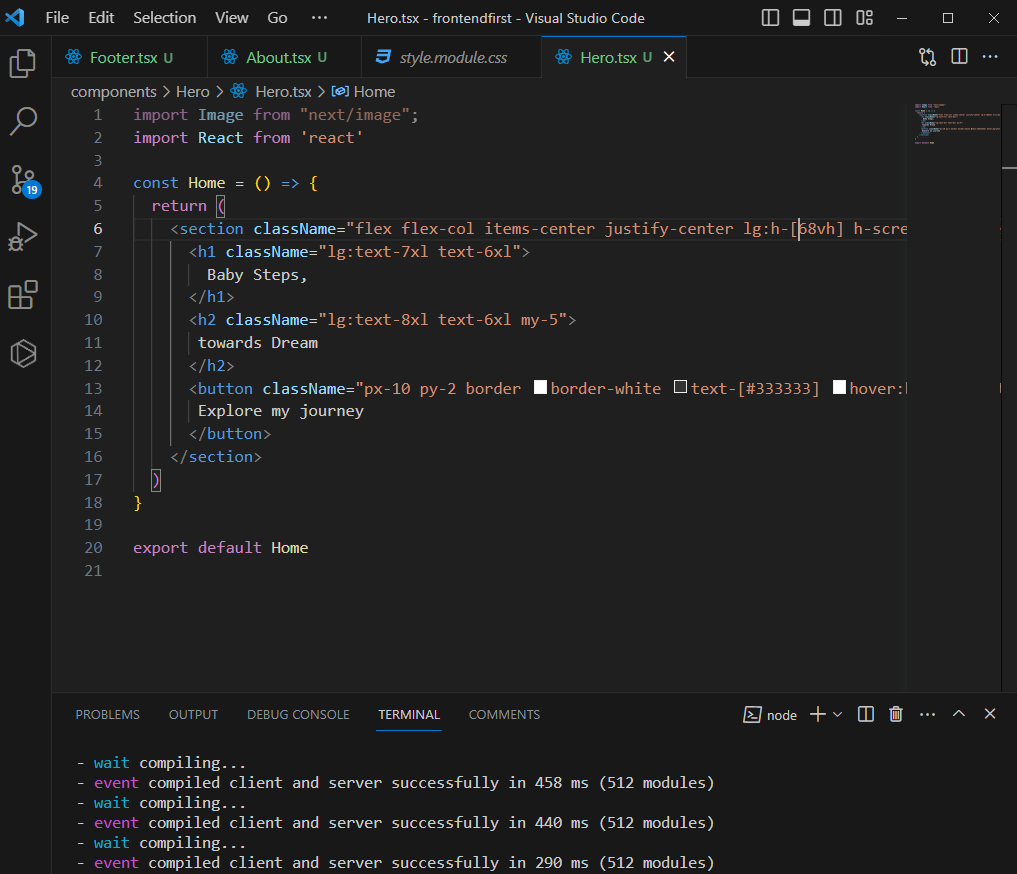 File Edit Selection View Go ··· Hero.tsx - frontendfirst - Visual Studio Code
Footer.tsx U About.tsx U style.module.css Hero.tsx U
components > Hero > Hero.tsx > Home
1 import Image from "next/image";
2 import React from 'react'
3
4 const Home = () => {
5 return (
6 <section className="flex flex-col items-center justify-center lg:h-[68vh] h-scre
7 <h1 className="lg:text-7xl text-6xl">
8 Baby Steps,
9 </h1>
10 <h2 className="lg:text-8xl text-6xl my-5">
11 towards Dream
12 </h2>
13 <button className="px-10 py-2 border border-white text-[#333333] hover:
14 Explore my journey
15 </button>
16 </section>
17 )
18 }
19
20 export default Home
21
19
PROBLEMS OUTPUT DEBUG CONSOLE TERMINAL COMMENTS node
- wait compiling...
- event compiled client and server successfully in 458 ms (512 modules)
- wait compiling...
- event compiled client and server successfully in 440 ms (512 modules)
- wait compiling...
- event compiled client and server successfully in 290 ms (512 modules)